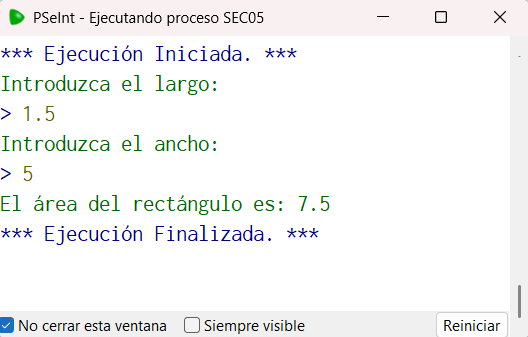 PSeInt - Ejecutando proceso SEC05
*** Ejecución Iniciada. ***
Introduzca el largo:
> 1.5
Introduzca el ancho:
> 5
El área del rectángulo es: 7.5
*** Ejecución Finalizada. ***
No cerrar esta ventana Siempre visible Reiniciar